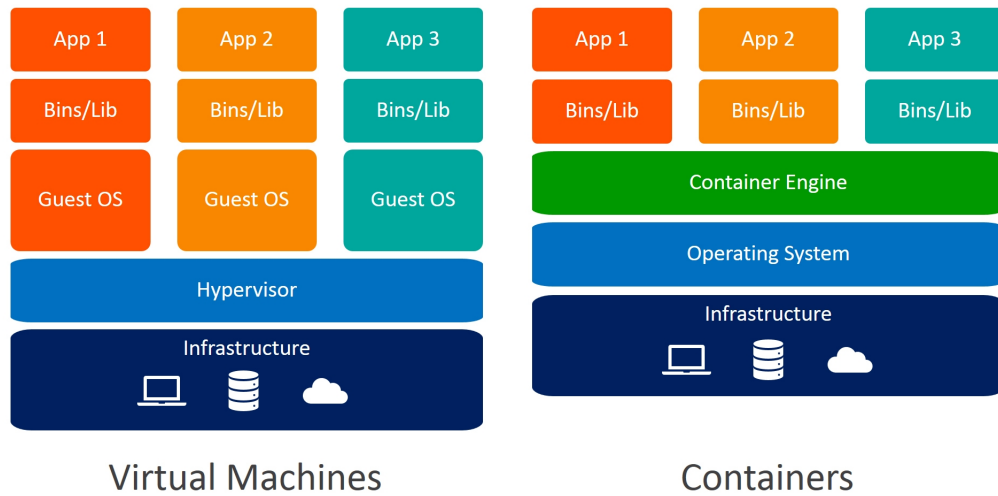 App 1
App 2
App 3
Bins/Lib
Bins/Lib
Bins/Lib
Guest OS
Guest OS
Guest OS
Hypervisor
Infrastructure
Virtual Machines
App 1
App 2
App 3
Bins/Lib
Bins/Lib
Bins/Lib
Container Engine
Operating System
Infrastructure
Containers